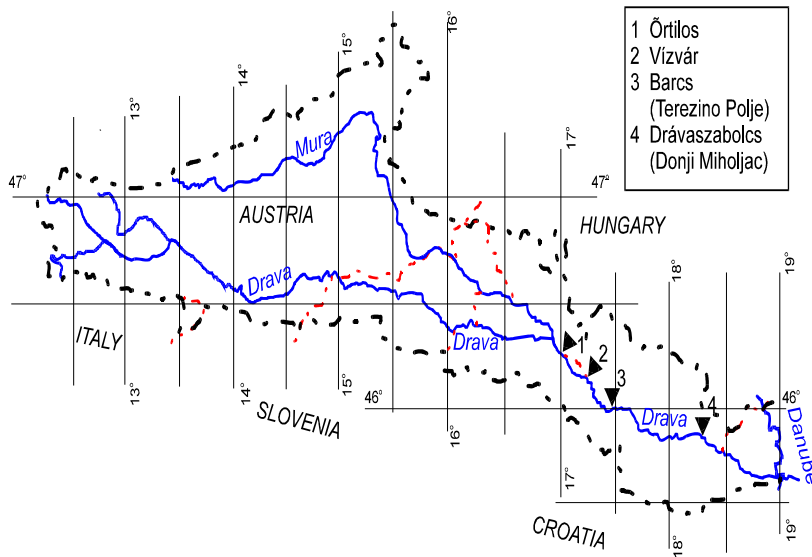 1 Õrtilos
2 Vízvár
3 Barcs
(Terezino Polje)
4 Drávaszabolcs
(Donji Miholjac)
16°
15°
14°
13°
17°
Mura
47°
47°
AUSTRIA
HUNGARY
19°
18°
Drava
ITALY
Drava
1
2
3
13°
14°
15°
46°
SLOVENIA
16°
Drava
4
46°
Danube
17°
CROATIA
18°
19°